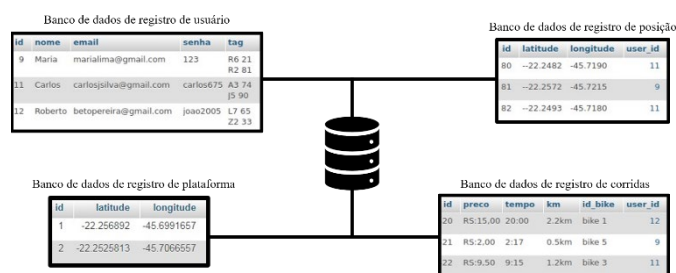 Banco de dados de registro de usuário
id nome email senha tag
9 Maria marialima@gmail.com 123 R6 21
R2 81
11 Carlos carlosjsilva@gmail.com carlos675 A3 74
J5 90
12 Roberto betopereira@gmail.com joao2005 L7 65
Z2 33
Banco de dados de registro de posição
id latitude longitude user_id
80 --22.2482 -45.7190 11
81 --22.2572 -45.7215 9
82 --22.2493 -45.7180 11
Banco de dados de registro de plataforma
id latitude longitude
1 -22.256892 -45.6991657
2 -22.2525813 -45.7066557
Banco de dados de registro de corridas
id preco tempo km id_bike user_id
20 RS:15,00 20:00 2.2km bike 1 12
21 RS:2,00 2:17 0.5km bike 5 9
22 RS:9,50 9:15 1.2km bike 3 11